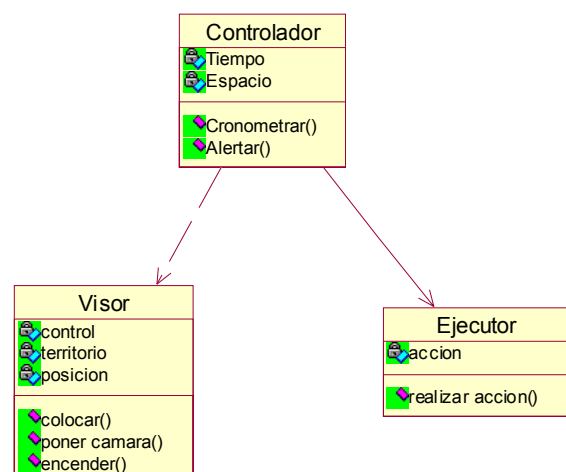 Controlador
Tiempo
Espacio
Cronometrar()
Alertar()
Visor
control
territorio
posicion
colocar()
poner camara()
encender()
Ejecutor
accion
realizar accion()